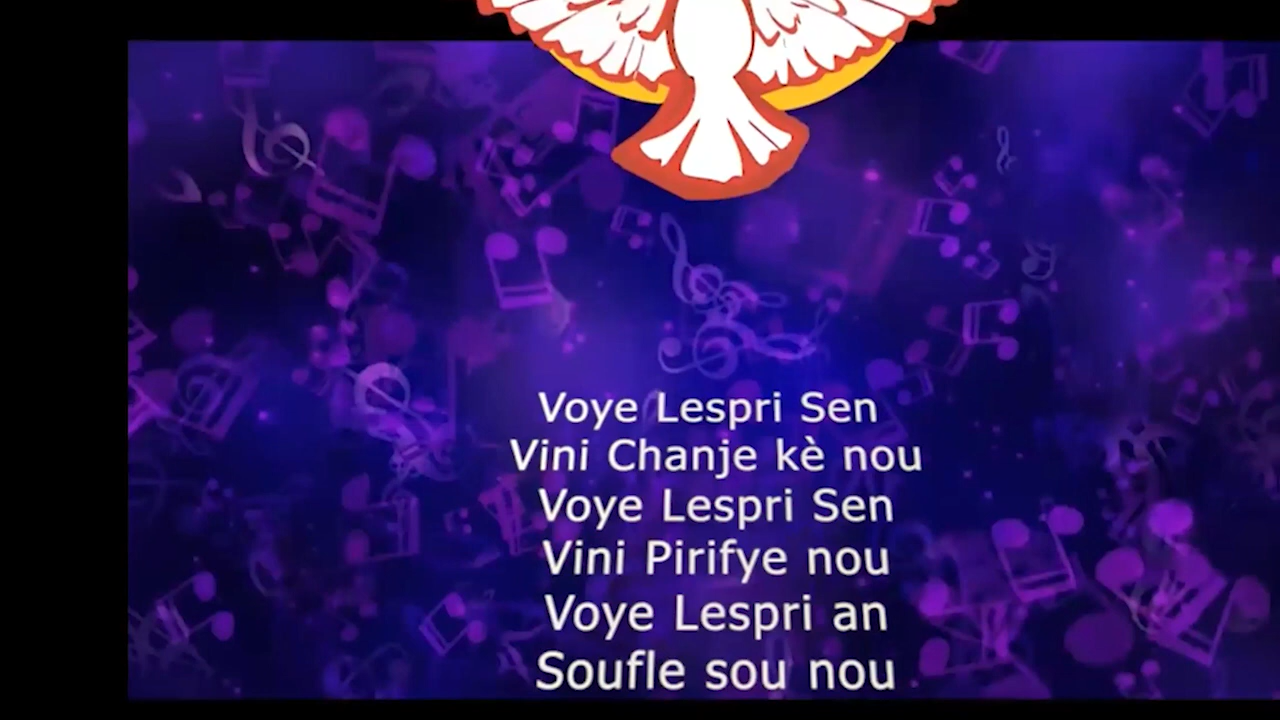 Voye Lespri Sen
Vini Chanje kè nou
Voye Lespri Sen
Vini Pirifye nou
Voye Lespri an
Soufle sou nou